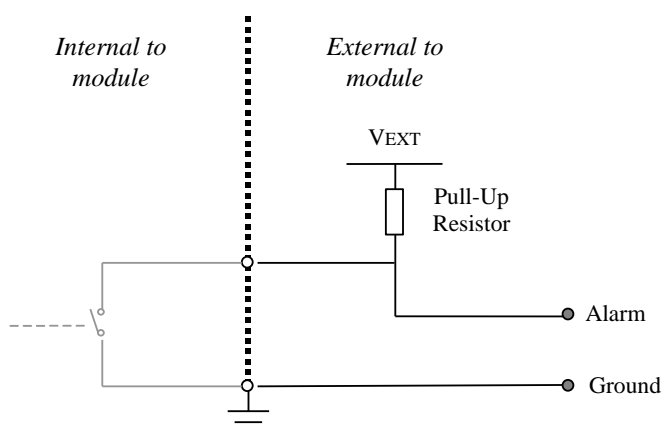 Internal to
module
External to
module
VEXT
Pull-Up
Resistor
Alarm
Ground